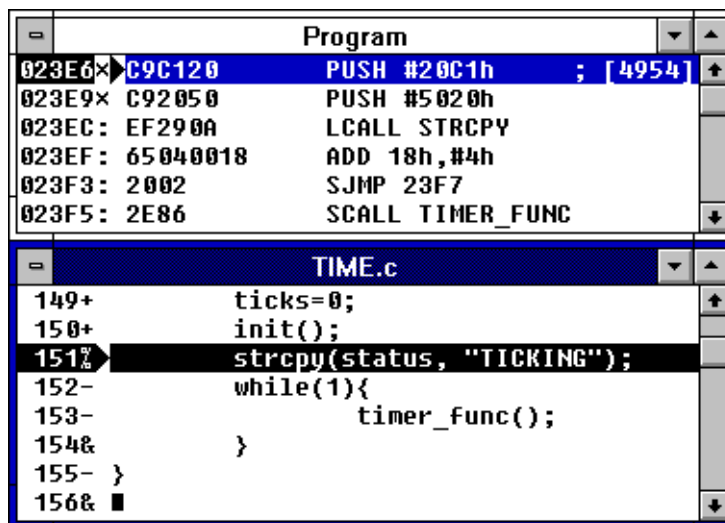 Program
023E6× C9C120 PUSH #20C1h ; [4954]
023E9× C92050 PUSH #5020h
023EC: EF290A LCALL STRCPY
023EF: 65040018 ADD 18h,#4h
023F3: 2002 SJMP 23F7
023F5: 2E86 SCALL TIMER_FUNC
TIME.c
149+ ticks=0;
150+ init();
151% strcpy(status, "TICKING");
152- while(1){
153- timer_func();
154& }
155- }
156&